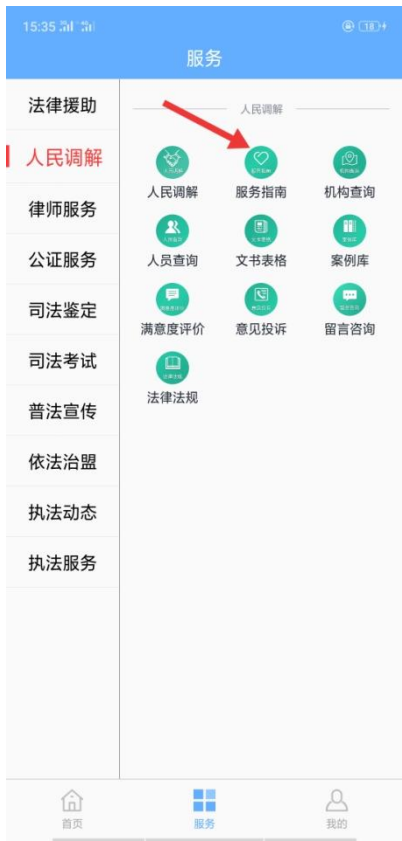 15:35
18
服务
法律援助
人民调解
律师服务
公证服务
司法鉴定
司法考试
普法宣传
依法治盟
执法动态
执法服务
人民调解
人民调解 服务指南 机构查询
人员查询 文书表格 案例库
满意度评价 意见投诉 留言咨询
法律法规
首页 服务 我的